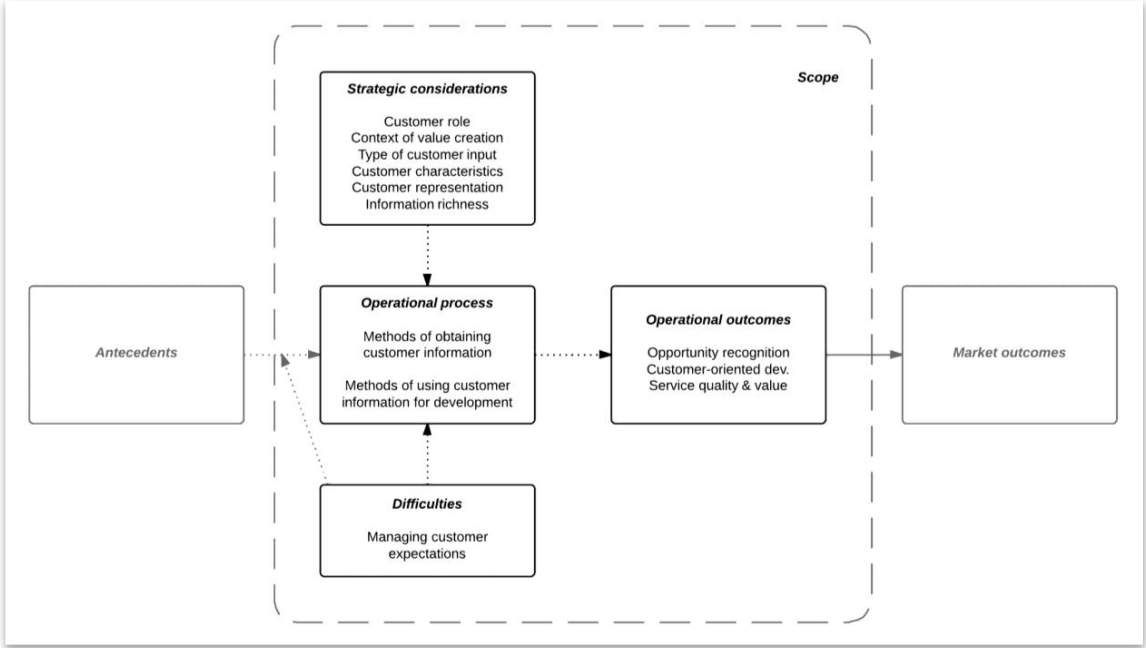 Scope
Strategic considerations
Customer role
Context of value creation
Type of customer input
Customer characteristics
Customer representation
Information richness
Antecedents
Operational process
Methods of obtaining
customer information
Methods of using customer
information for development
Operational outcomes
Opportunity recognition
Customer-oriented dev.
Service quality & value
Market outcomes
Difficulties
Managing customer
expectations